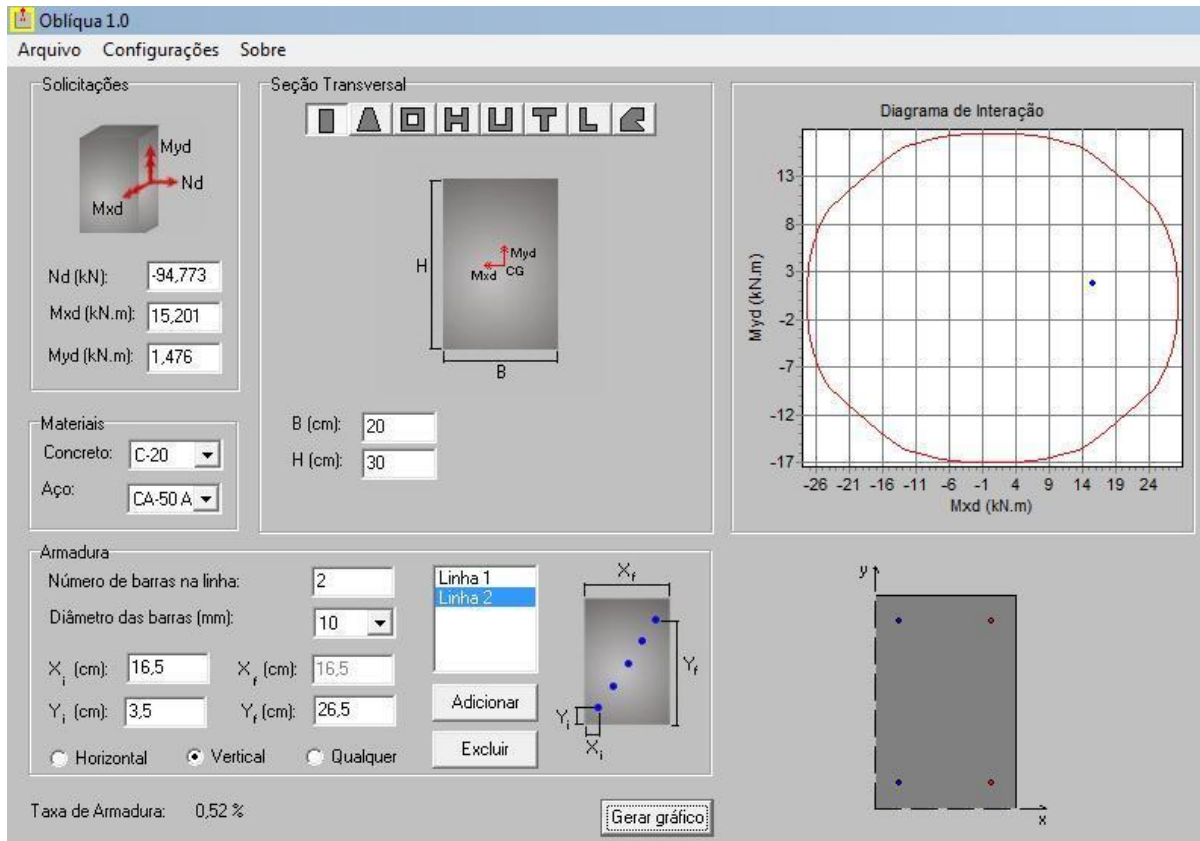 Oblíqua 1.0
Arquivo Configurações Sobre
Solicitações
Myd
Nd
Mxd
Nd (kN): -94,773
Mxd (kN.m): 15,201
Myd (kN.m): 1,476
Materiais
Concreto: C-20
Aço: CA-50 A
Seção Transversal
H
Myd
Mxd CG
B
B (cm): 20
H (cm): 30
Diagrama de Interação
Myd (kN.m)
13
8
3
-2
-7
-12
-17
-26 -21 -16 -11 -6 -1 4 9 14 19 24
Mxd (kN.m)
Armadura
Número de barras na linha: 2
Diâmetro das barras (mm): 10
Xi (cm): 16,5 Xf (cm): 16,5
Yi (cm): 3,5 Yf (cm): 26,5
Horizontal Vertical Qualquer
Linha 1
Linha 2
Adicionar
Excluir
Xf
Yf
Yi
Xi
Taxa de Armadura: 0,52 %
Gerar gráfico
y
x